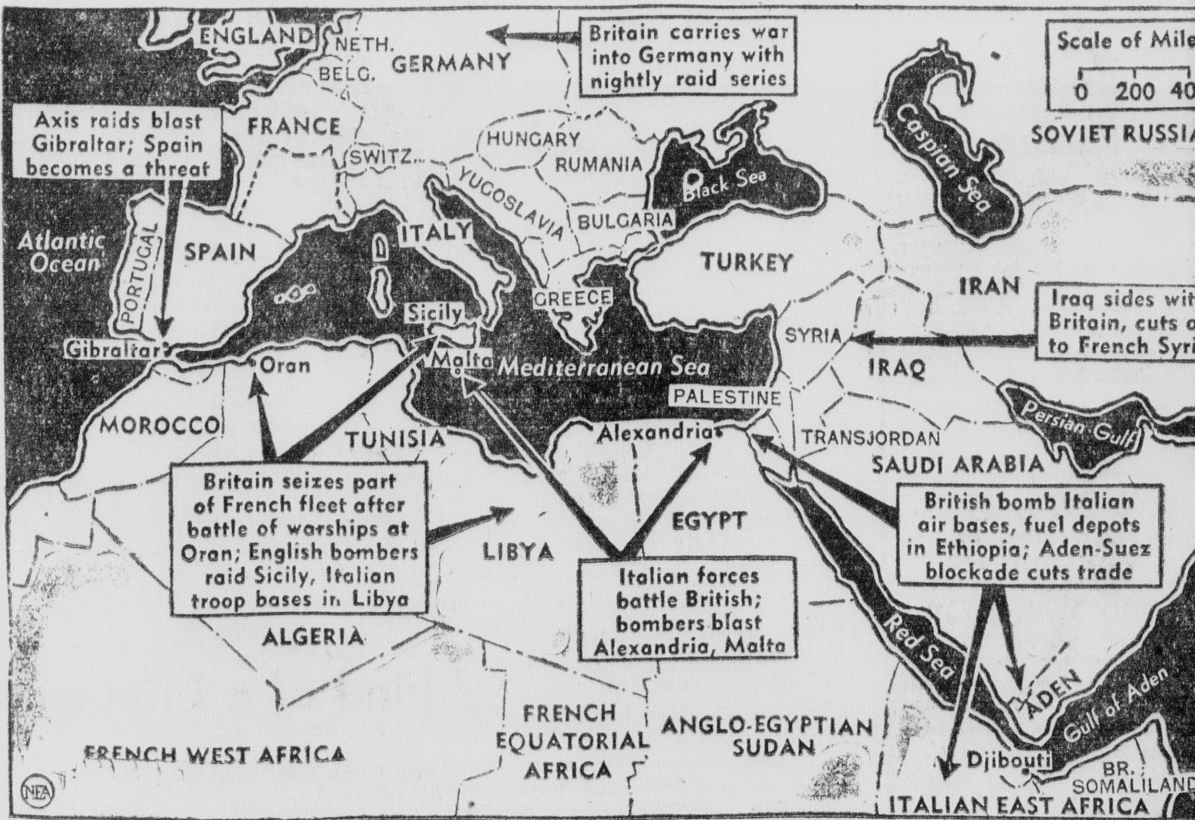 ENGLAND
NETH.
BELG.
GERMANY
Britain carries war
into Germany with
nightly raid series
Scale of Mile
0 200 40
SOVIET RUSSIA
Caspian Sea
Axis raids blast
Gibraltar; Spain
becomes a threat
FRANCE
SWITZ.
HUNGARY
RUMANIA
YUGOSLAVIA
BULGARIA
Black Sea
Atlantic
Ocean
PORTUGAL
SPAIN
ITALY
GREECE
TURKEY
IRAN
Sicily
SYRIA
Iraq sides wit
Britain, cuts o
to French Syri
Gibraltar
Oran
Malta
Mediterranean Sea
IRAQ
PALESTINE
Persian Gulf
MOROCCO
TUNISIA
Alexandria
TRANSJORDAN
SAUDI ARABIA
Britain seizes part
of French fleet after
battle of warships at
Oran; English bombers
raid Sicily, Italian
troop bases in Libya
LIBYA
EGYPT
British bomb Italian
air bases, fuel depots
in Ethiopia; Aden-Suez
blockade cuts trade
Italian forces
battle British;
bombers blast
Alexandria, Malta
ALGERIA
Red Sea
ADEN
Gulf of Aden
FRENCH WEST AFRICA
FRENCH
EQUATORIAL
AFRICA
ANGLO-EGYPTIAN
SUDAN
Djibouti
BR.
SOMALILAND
ITALIAN EAST AFRICA
NEA